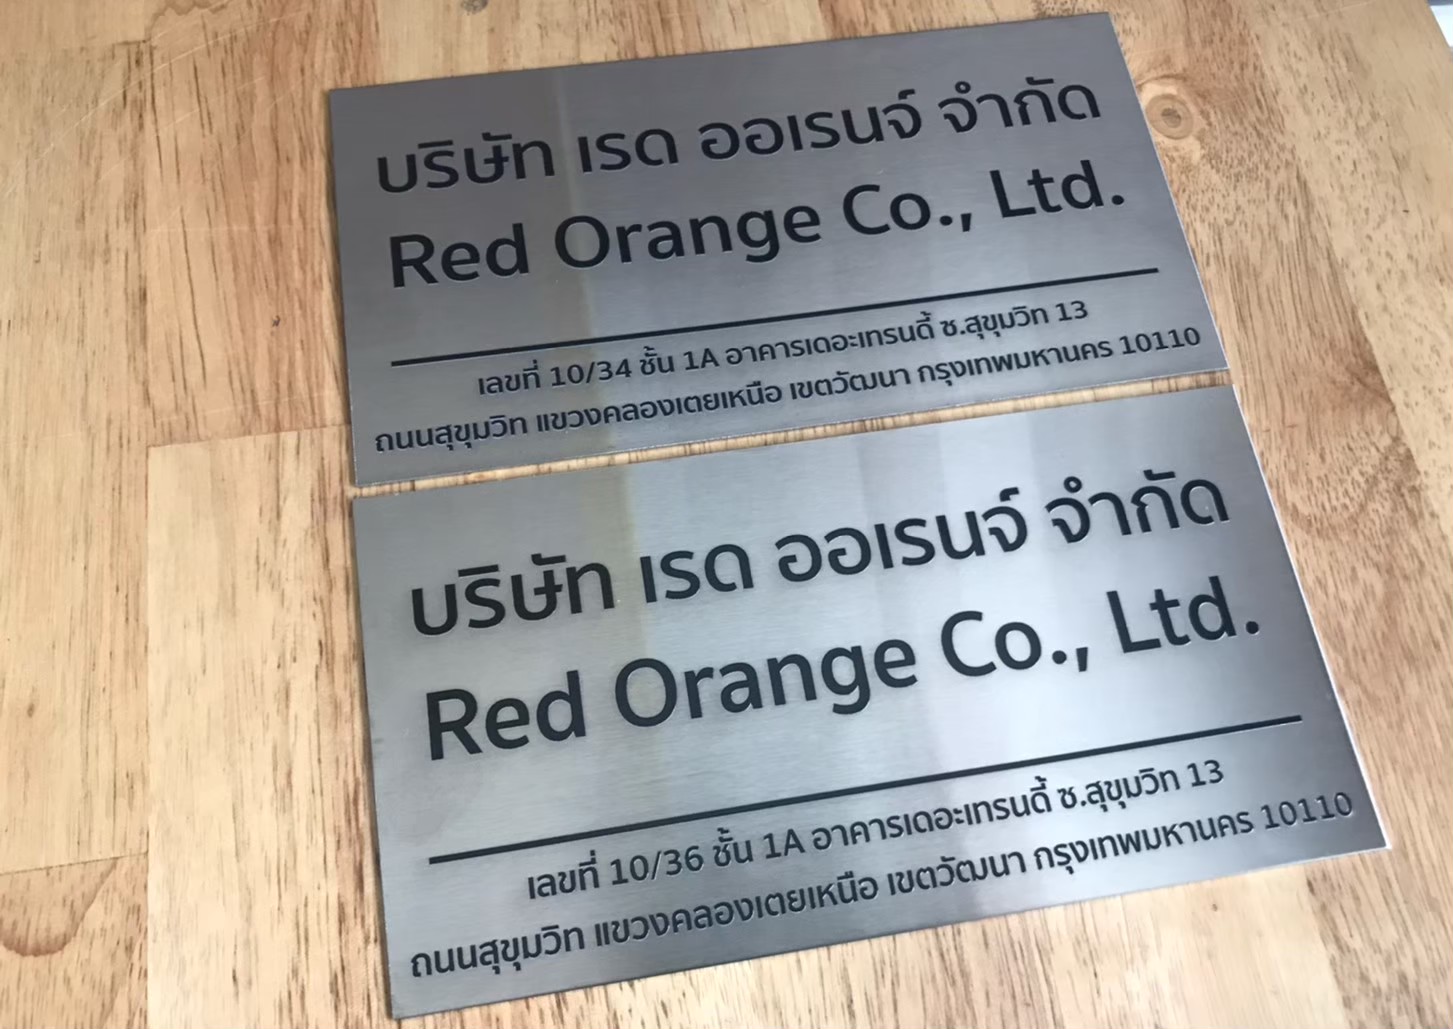 บริษัท เรด ออเรนจ์ จำกัด
Red Orange Co., Ltd.
เลขที่ 10/34 ชั้น 1A อาคารเดอะเทรนดี้ ซ.สุขุมวิท 13
ถนนสุขุมวิท แขวงคลองเตยเหนือ เขตวัฒนา กรุงเทพมหานคร 10110
บริษัท เรด ออเรนจ์ จำกัด
Red Orange Co., Ltd.
เลขที่ 10/36 ชั้น 1A อาคารเดอะเทรนดี้ ซ.สุขุมวิท 13
ถนนสุขุมวิท แขวงคลองเตยเหนือ เขตวัฒนา กรุงเทพมหานคร 10110